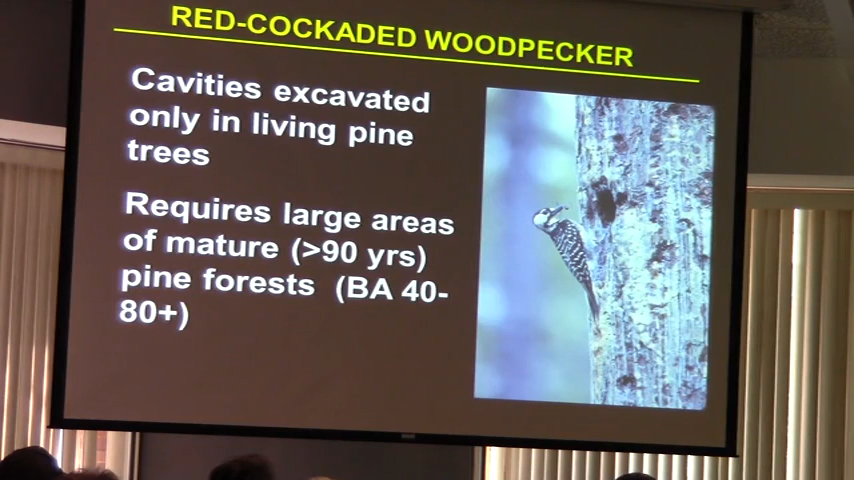 RED-COCKADED WOODPECKER
Cavities excavated
only in living pine
trees
Requires large areas
of mature (>90 yrs)
pine forests (BA 40-
80+)